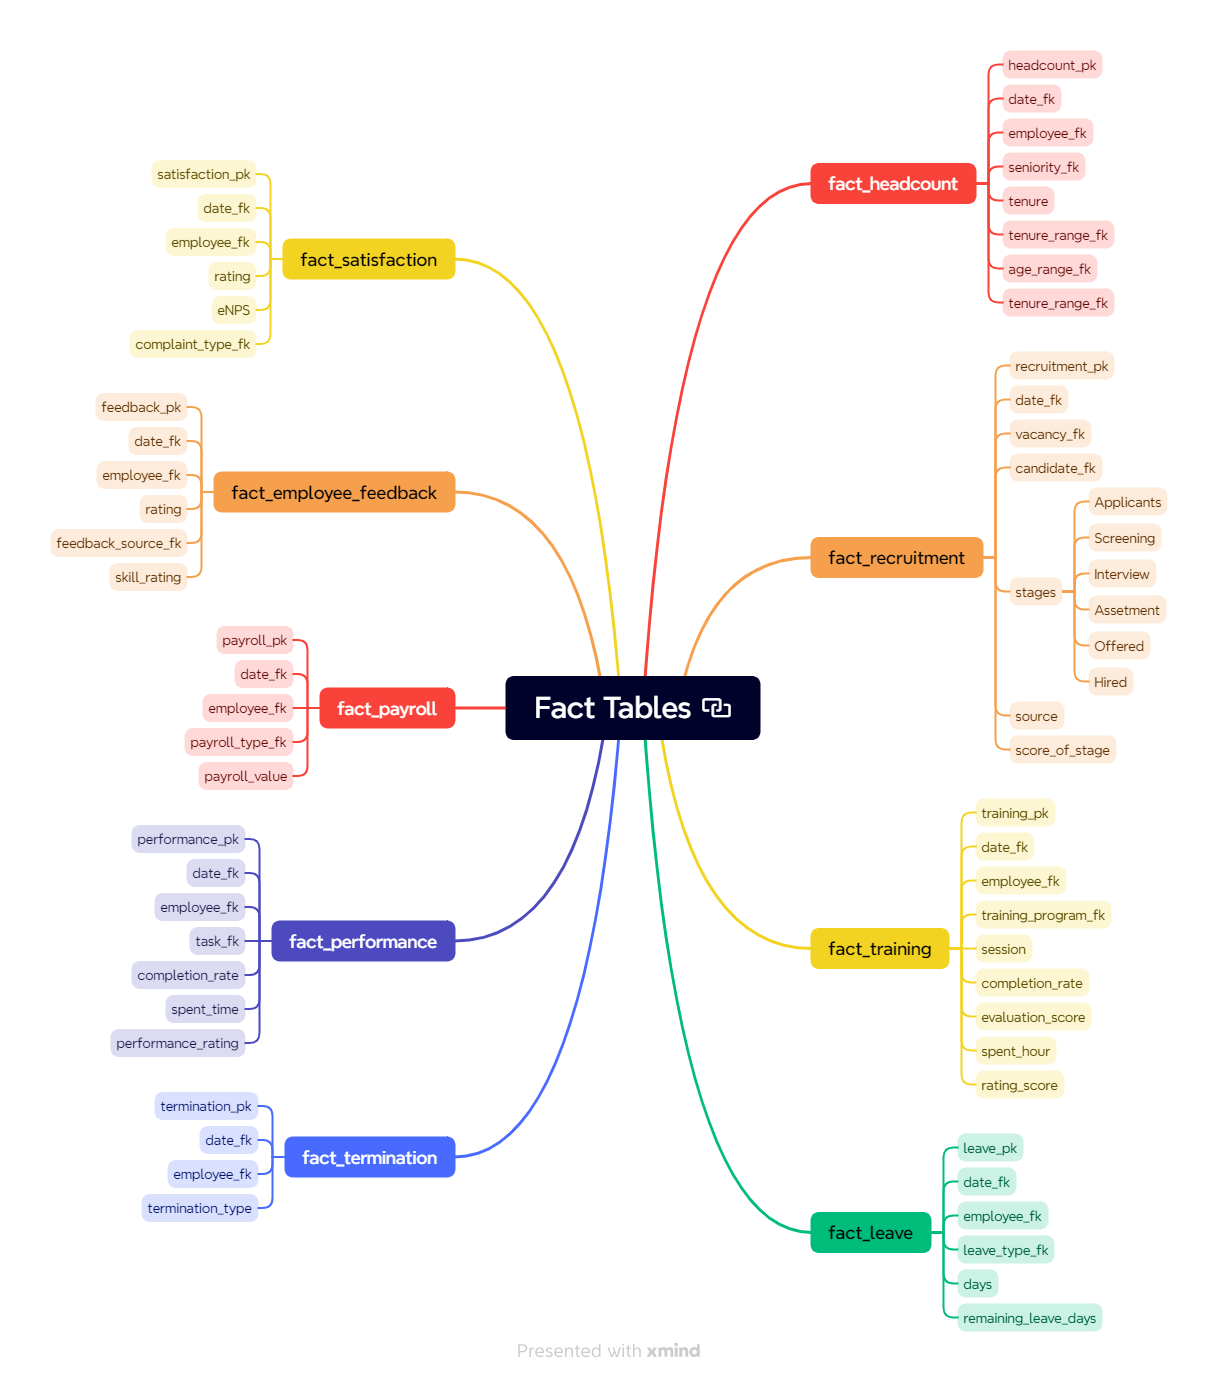 Fact Tables
fact_headcount
headcount_pk
date_fk
employee_fk
seniority_fk
tenure
tenure_range_fk
age_range_fk
tenure_range_fk
fact_recruitment
recruitment_pk
date_fk
vacancy_fk
candidate_fk
stages
Applicants
Screening
Interview
Assetment
Offered
Hired
source
score_of_stage
fact_training
training_pk
date_fk
employee_fk
training_program_fk
session
completion_rate
evaluation_score
spent_hour
rating_score
fact_leave
leave_pk
date_fk
employee_fk
leave_type_fk
days
remaining_leave_days
fact_satisfaction
satisfaction_pk
date_fk
employee_fk
rating
eNPS
complaint_type_fk
fact_employee_feedback
feedback_pk
date_fk
employee_fk
rating
feedback_source_fk
skill_rating
fact_payroll
payroll_pk
date_fk
employee_fk
payroll_type_fk
payroll_value
fact_performance
performance_pk
date_fk
employee_fk
task_fk
completion_rate
spent_time
performance_rating
fact_termination
termination_pk
date_fk
employee_fk
termination_type
Presented with xmind